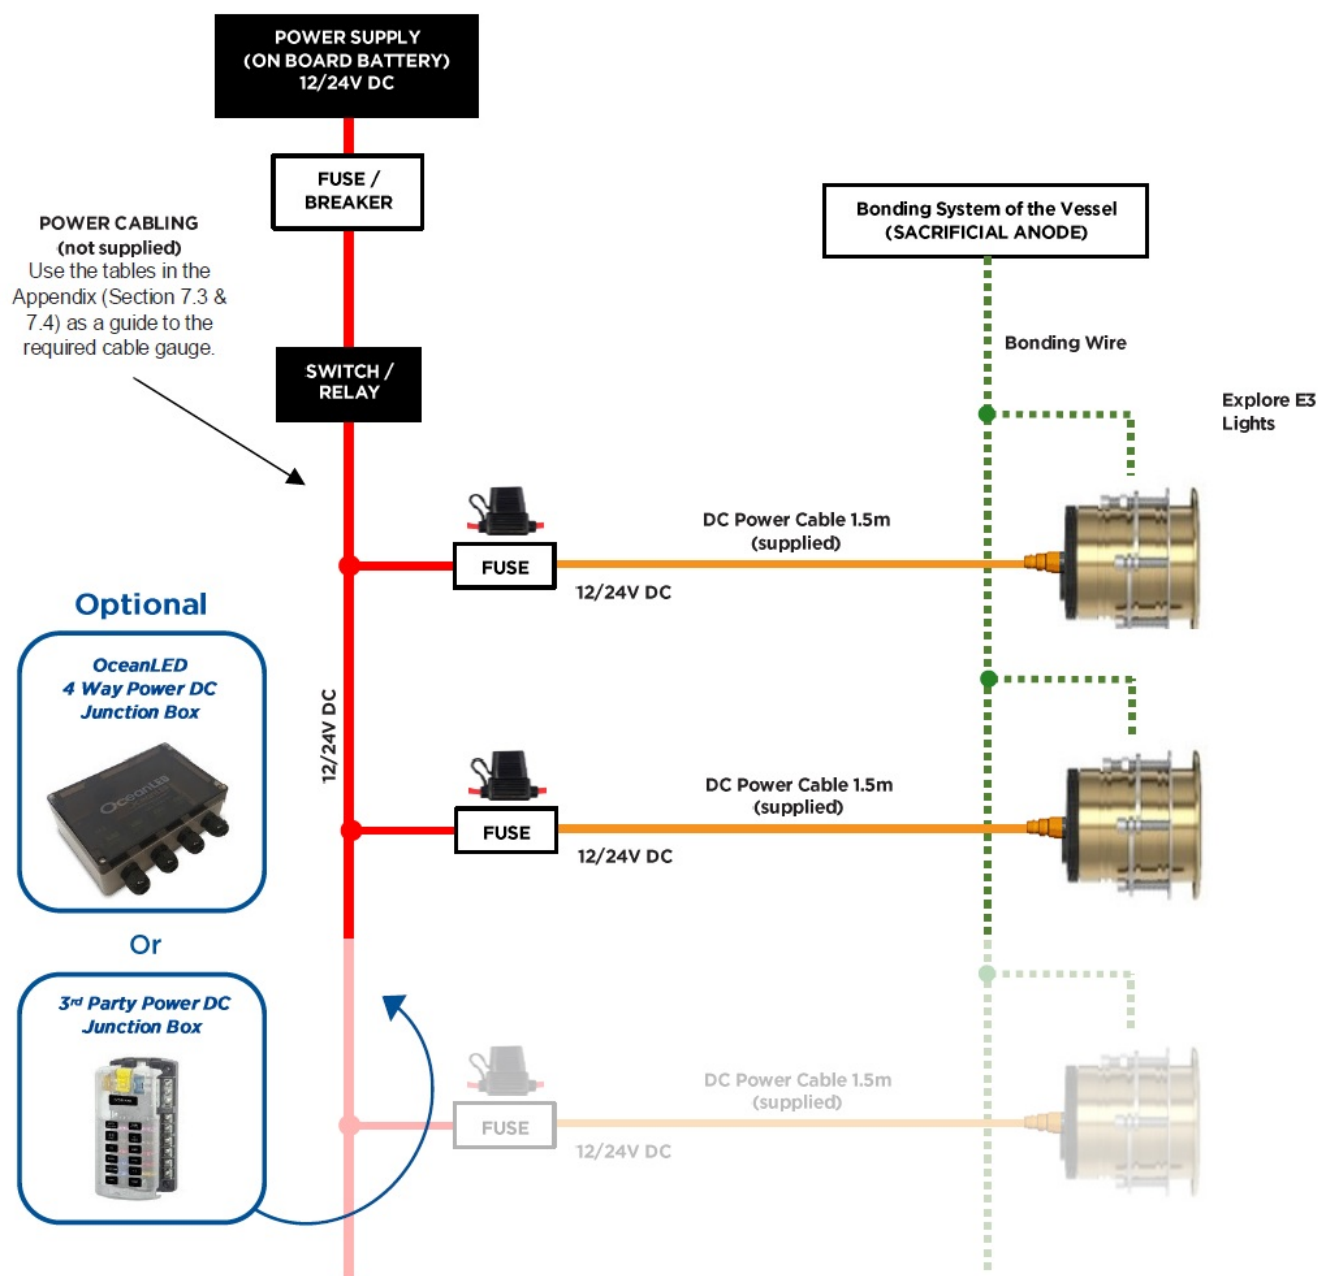 POWER SUPPLY
(ON BOARD BATTERY)
12/24V DC
FUSE /
BREAKER
POWER CABLING
(not supplied)
Use the tables in the
Appendix (Section 7.3 &
7.4) as a guide to the
required cable gauge.
SWITCH /
RELAY
Bonding System of the Vessel
(SACRIFICIAL ANODE)
Bonding Wire
Explore E3
Lights
DC Power Cable 1.5m
(supplied)
FUSE
12/24V DC
Optional
OceanLED
4 Way Power DC
Junction Box
OceanLED
12/24V DC
DC Power Cable 1.5m
(supplied)
FUSE
12/24V DC
Or
3rd Party Power DC
Junction Box
DC Power Cable 1.5m
(supplied)
FUSE
12/24V DC